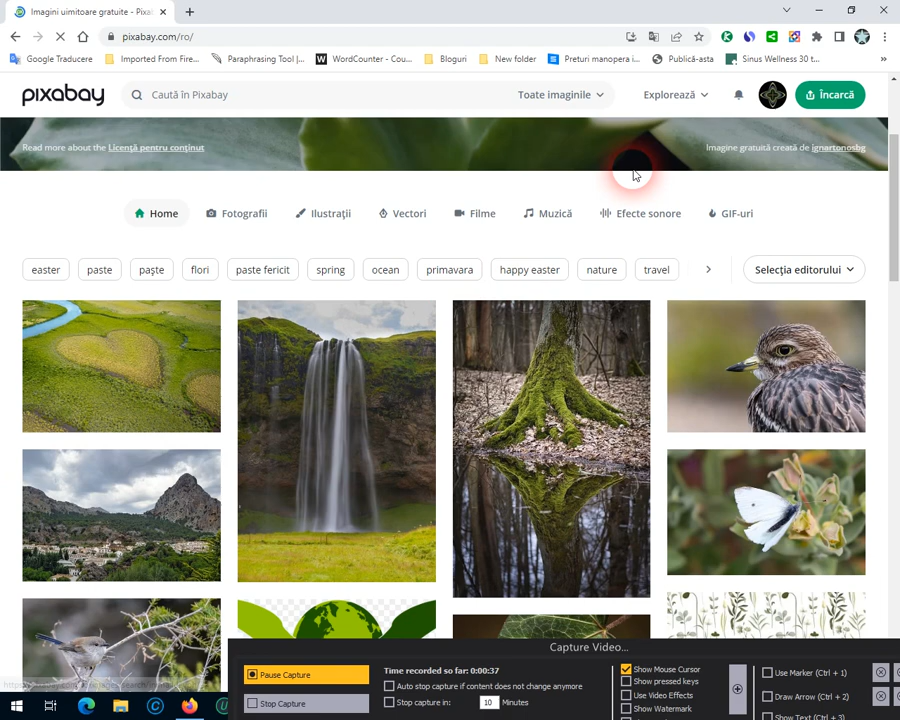 Imagini uimitoare gratuite - Pixa
pixabay.com/ro/
Google Traducere
Imported From Fire...
Paraphrasing Tool |...
WordCounter - Cou...
Bloguri
New folder
Preturi manopera i...
Publică-asta
Sinus Wellness 30 t...
»
pixabay
Caută în Pixabay
Toate imaginile
Explorează
Încarcă
Read more about the Licență pentru conținut
Imagine gratuită creată de ignartonosbg
Home
Fotografii
Ilustrații
Vectori
Filme
Muzică
Efecte sonore
GIF-uri
easter
paste
paște
flori
paste fericit
spring
ocean
primavara
happy easter
nature
travel
Selecția editorului
Capture Video...
Pause Capture
Stop Capture
Time recorded so far: 0:00:37
Auto stop capture if content does not change anymore
Stop capture in: 10 Minutes
Show Mouse Cursor
Show pressed keys
Use Video Effects
Show Watermark
Use Marker (Ctrl + 1)
Draw Arrow (Ctrl + 2)
Show Text (Ctrl + 3)